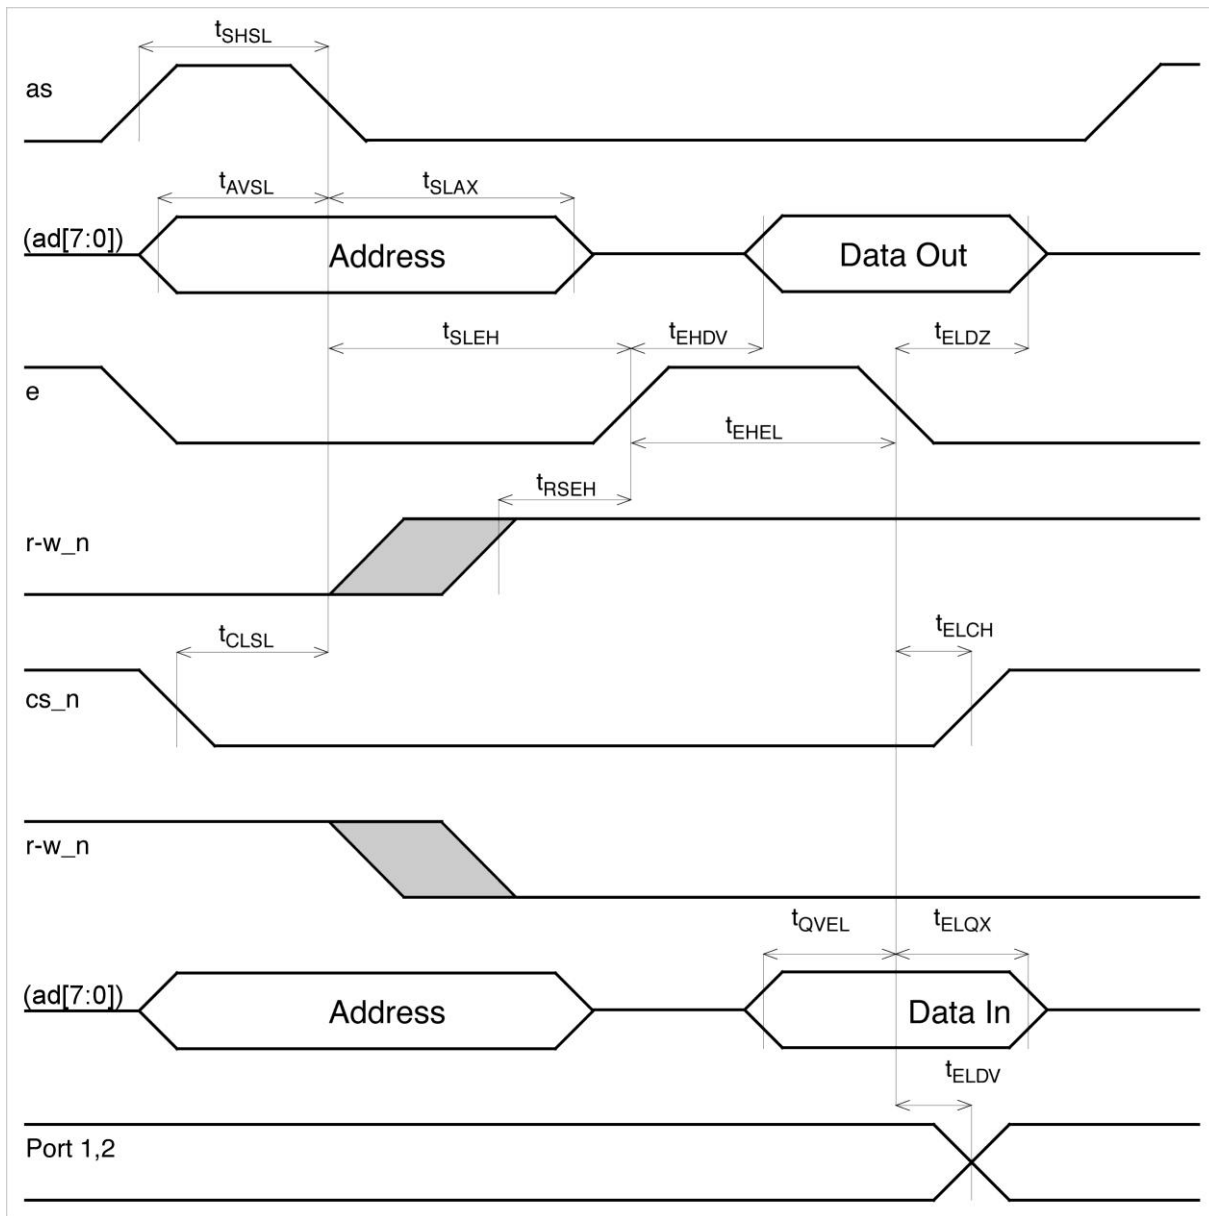 tSHSL
as
tAVSL
tSLAX
(ad[7:0])
Address
Data Out
tSLEH
tEHDV
tELDZ
e
tEHEL
tRSEH
r-w_n
tCLSL
tELCH
cs_n
r-w_n
tQVEL
tELQX
(ad[7:0])
Address
Data In
tELDV
Port 1,2